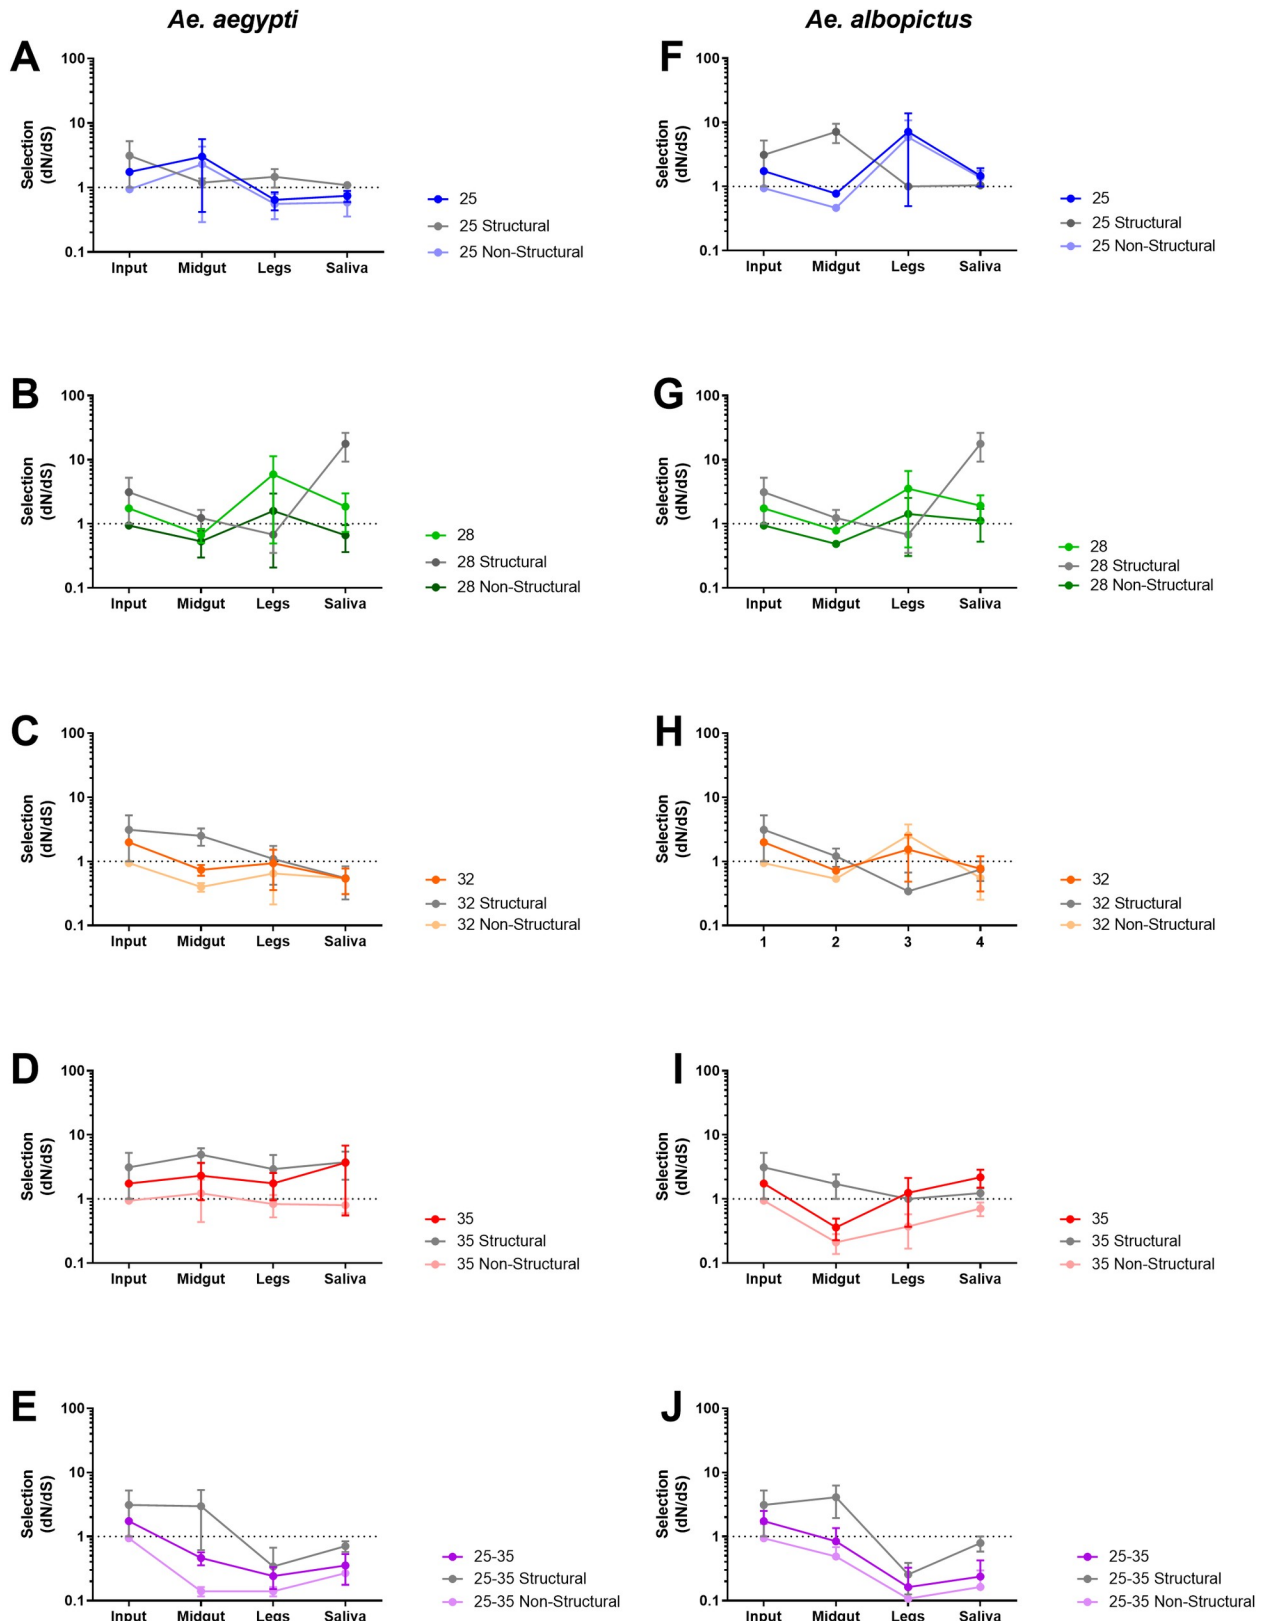 Ae. aegypti
Ae. albopictus
A
Selection
(dN/dS)
100
10
1
0.1
Input Midgut Legs Saliva
25
25 Structural
25 Non-Structural
F
Selection
(dN/dS)
100
10
1
0.1
Input Midgut Legs Saliva
25
25 Structural
25 Non-Structural
B
Selection
(dN/dS)
100
10
1
0.1
Input Midgut Legs Saliva
28
28 Structural
28 Non-Structural
G
Selection
(dN/dS)
100
10
1
0.1
Input Midgut Legs Saliva
28
28 Structural
28 Non-Structural
C
Selection
(dN/dS)
100
10
1
0.1
Input Midgut Legs Saliva
32
32 Structural
32 Non-Structural
H
Selection
(dN/dS)
100
10
1
0.1
1 2 3 4
32
32 Structural
32 Non-Structural
D
Selection
(dN/dS)
100
10
1
0.1
Input Midgut Legs Saliva
35
35 Structural
35 Non-Structural
I
Selection
(dN/dS)
100
10
1
0.1
Input Midgut Legs Saliva
35
35 Structural
35 Non-Structural
E
Selection
(dN/dS)
100
10
1
0.1
Input Midgut Legs Saliva
25-35
25-35 Structural
25-35 Non-Structural
J
Selection
(dN/dS)
100
10
1
0.1
Input Midgut Legs Saliva
25-35
25-35 Structural
25-35 Non-Structural